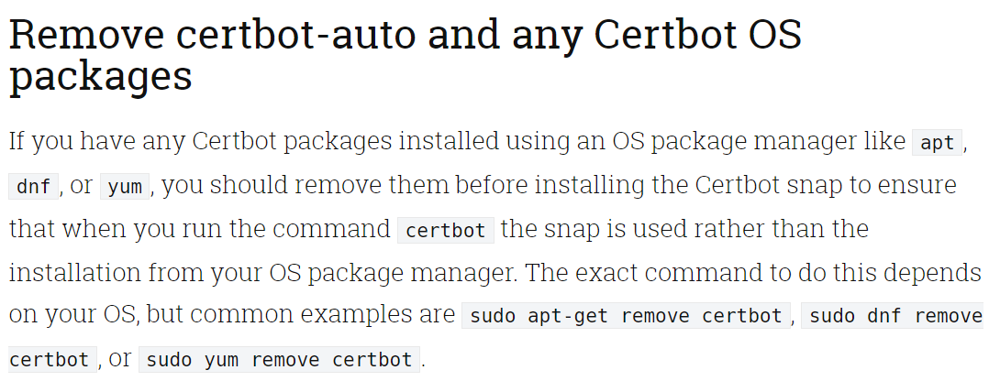 Remove certbot-auto and any Certbot OS
packages
If you have any Certbot packages installed using an OS package manager like apt,
dnf, or yum, you should remove them before installing the Certbot snap to ensure
that when you run the command certbot the snap is used rather than the
installation from your OS package manager. The exact command to do this depends
on your OS, but common examples are sudo apt-get remove certbot, sudo dnf remove
certbot, or sudo yum remove certbot.